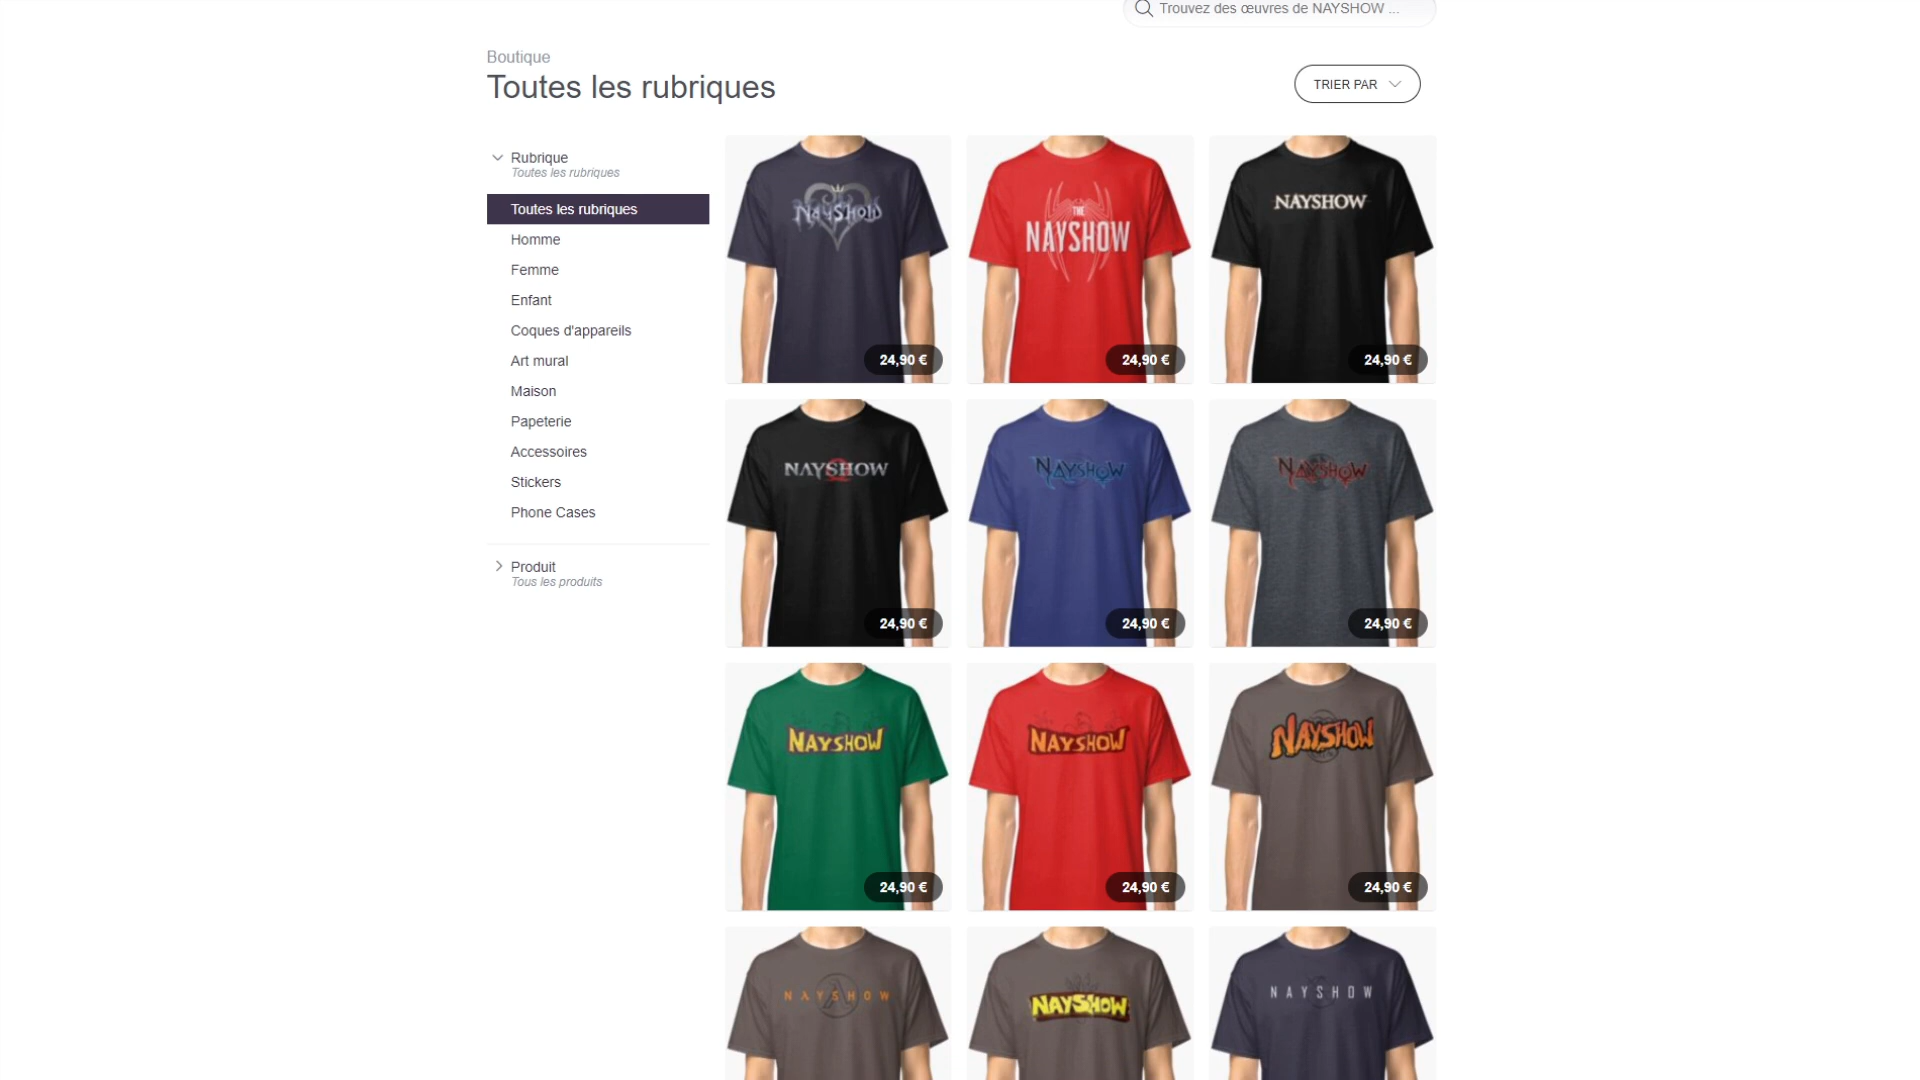 Trouvez des œuvres de NAYSHOW ...
Boutique
Toutes les rubriques
TRIER PAR
Rubrique
Toutes les rubriques
Toutes les rubriques
Homme
Femme
Enfant
Coques d'appareils
Art mural
Maison
Papeterie
Accessoires
Stickers
Phone Cases
Produit
Tous les produits
NAYSHOW
24,90 €
THE
NAYSHOW
24,90 €
NAYSHOW
24,90 €
NAYSHOW
24,90 €
NAYSHOW
24,90 €
NAYSHOW
24,90 €
NAYSHOW
24,90 €
NAYSHOW
24,90 €
NAYSHOW
24,90 €
NAYSHOW
NAYSHOW
NAYSHOW